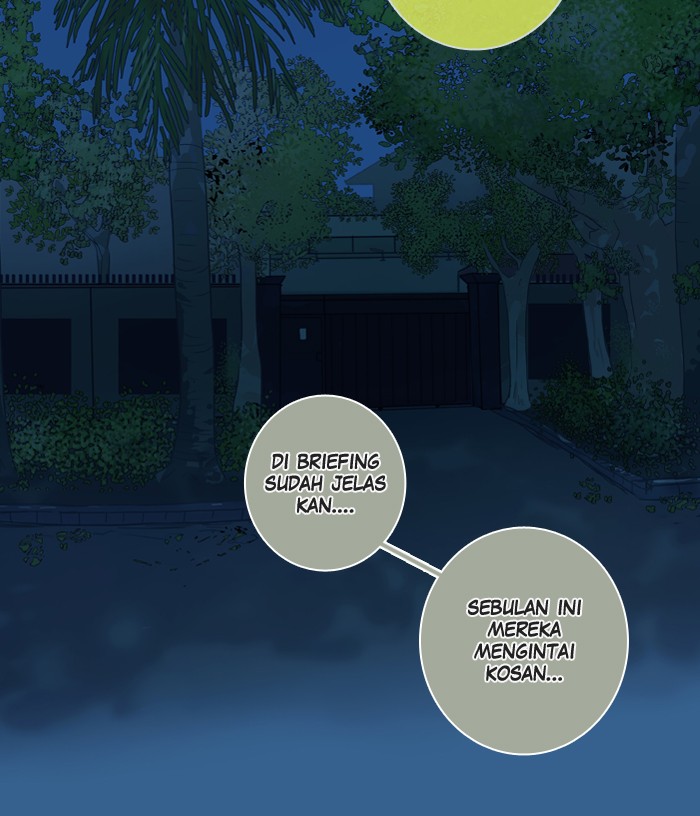 DI BRIEFING
SUDAH JELAS
KAN....
SEBULAN INI
MEREKA
MENGINTAI
KOSAN...